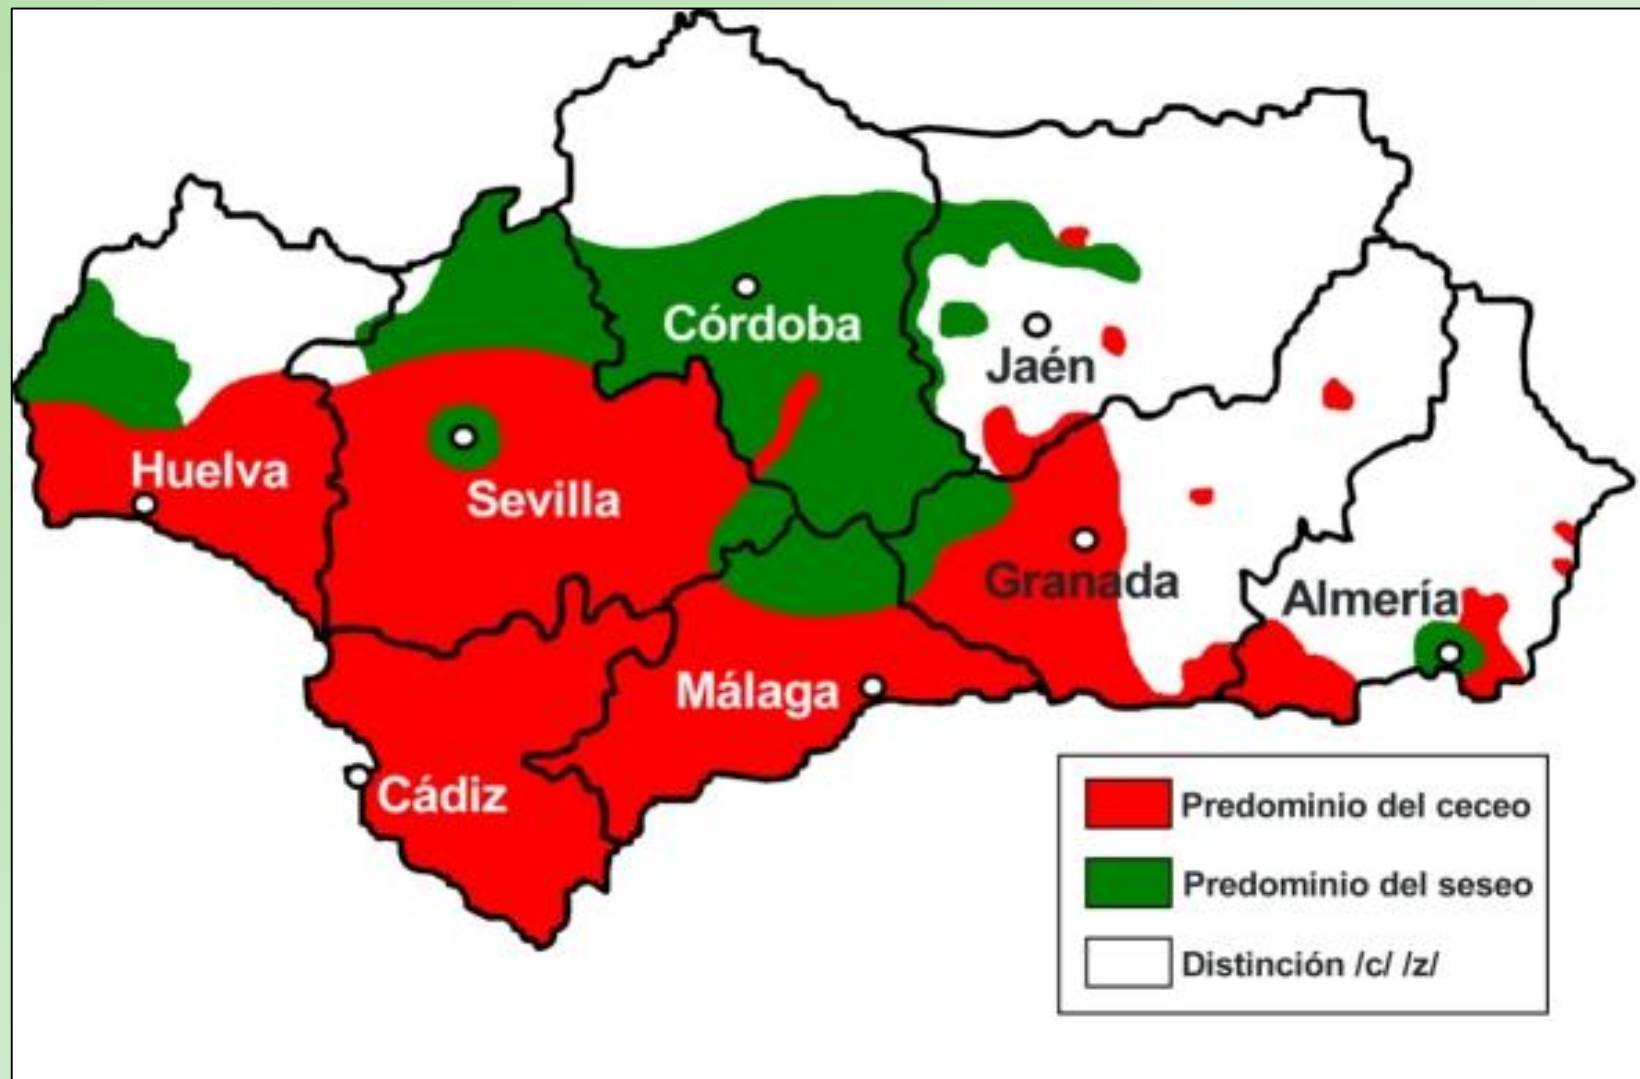 Córdoba
Jaén
Huelva
Sevilla
Granada
Almería
Málaga
Cádiz
Predominio del ceceo
Predominio del seseo
Distinción /c/ /z/